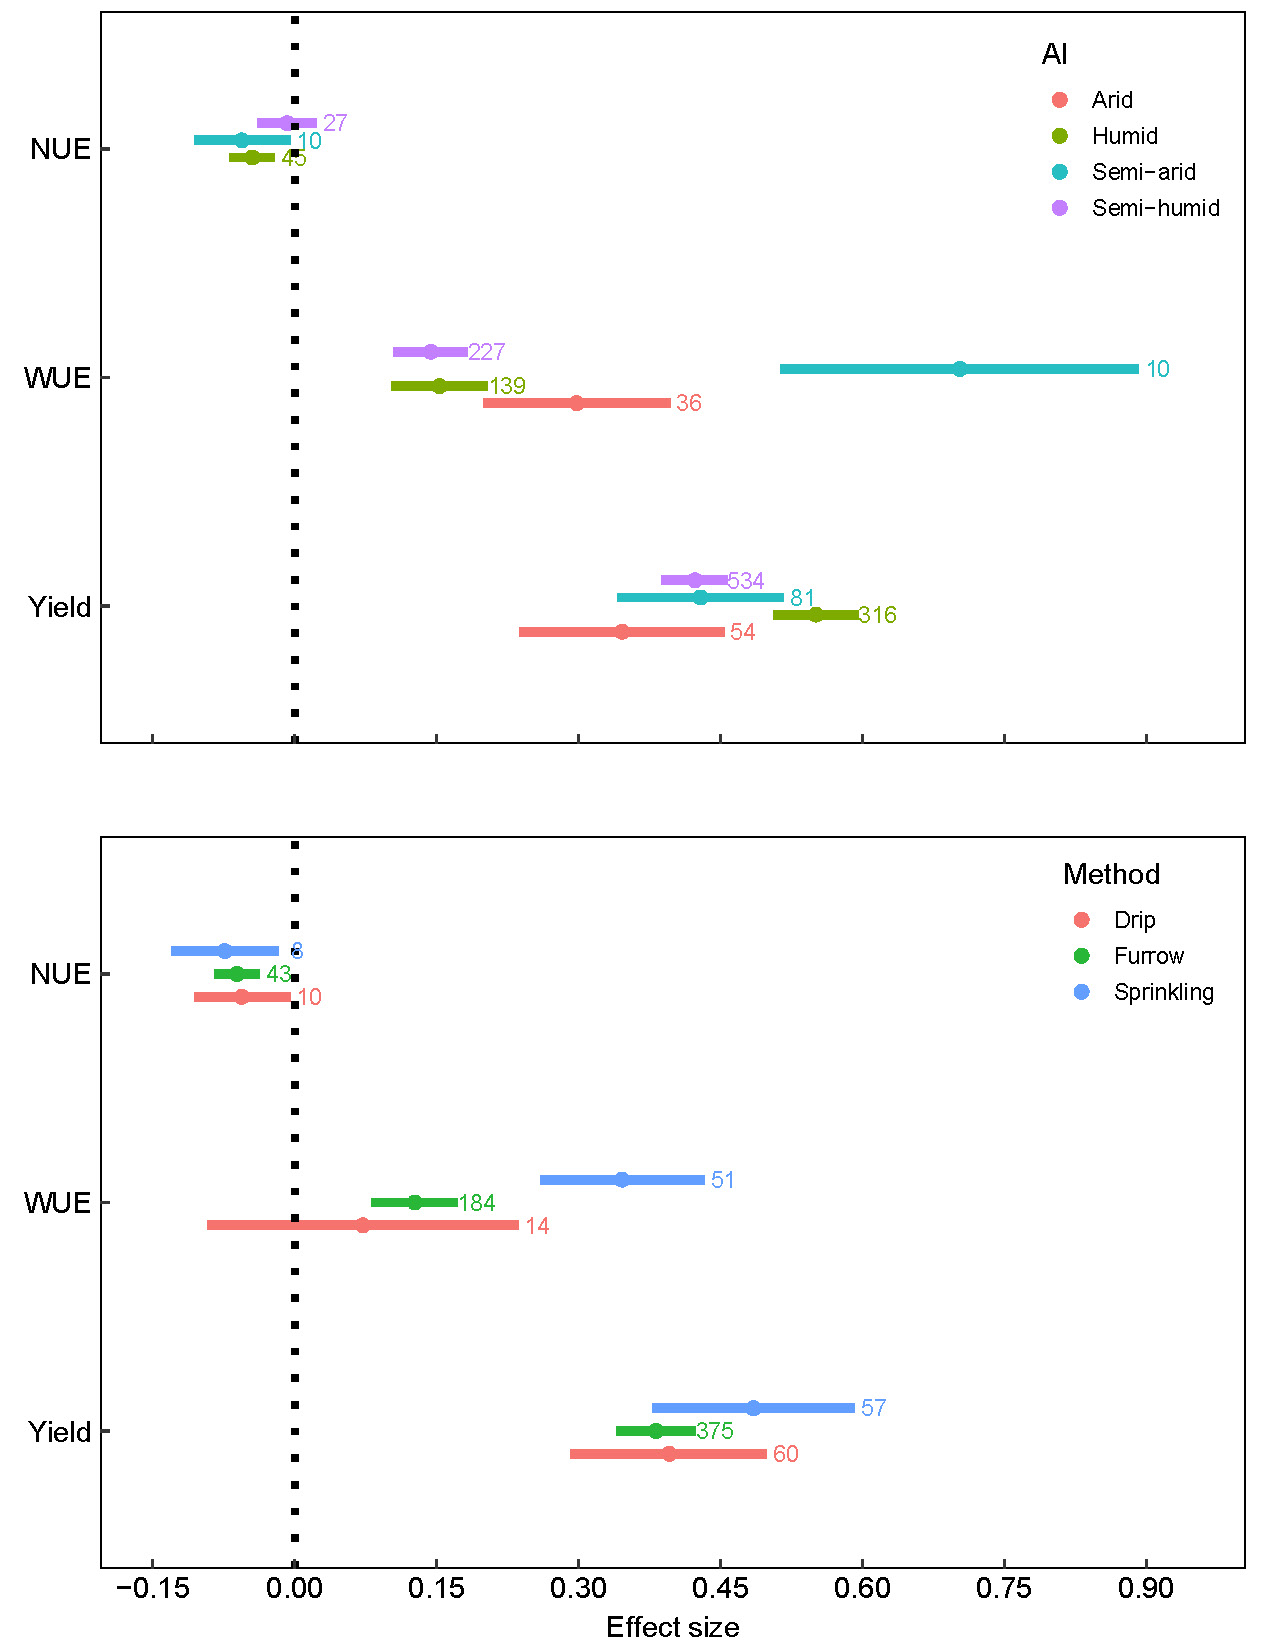 AI
Arid
Humid
Semi−arid
Semi−humid
NUE
27
10
45
WUE
227
10
139
36
Yield
534
81
316
54
Method
Drip
Furrow
Sprinkling
NUE
8
43
10
WUE
51
184
14
Yield
57
375
60
−0.15 0.00 0.15 0.30 0.45 0.60 0.75 0.90
Effect size